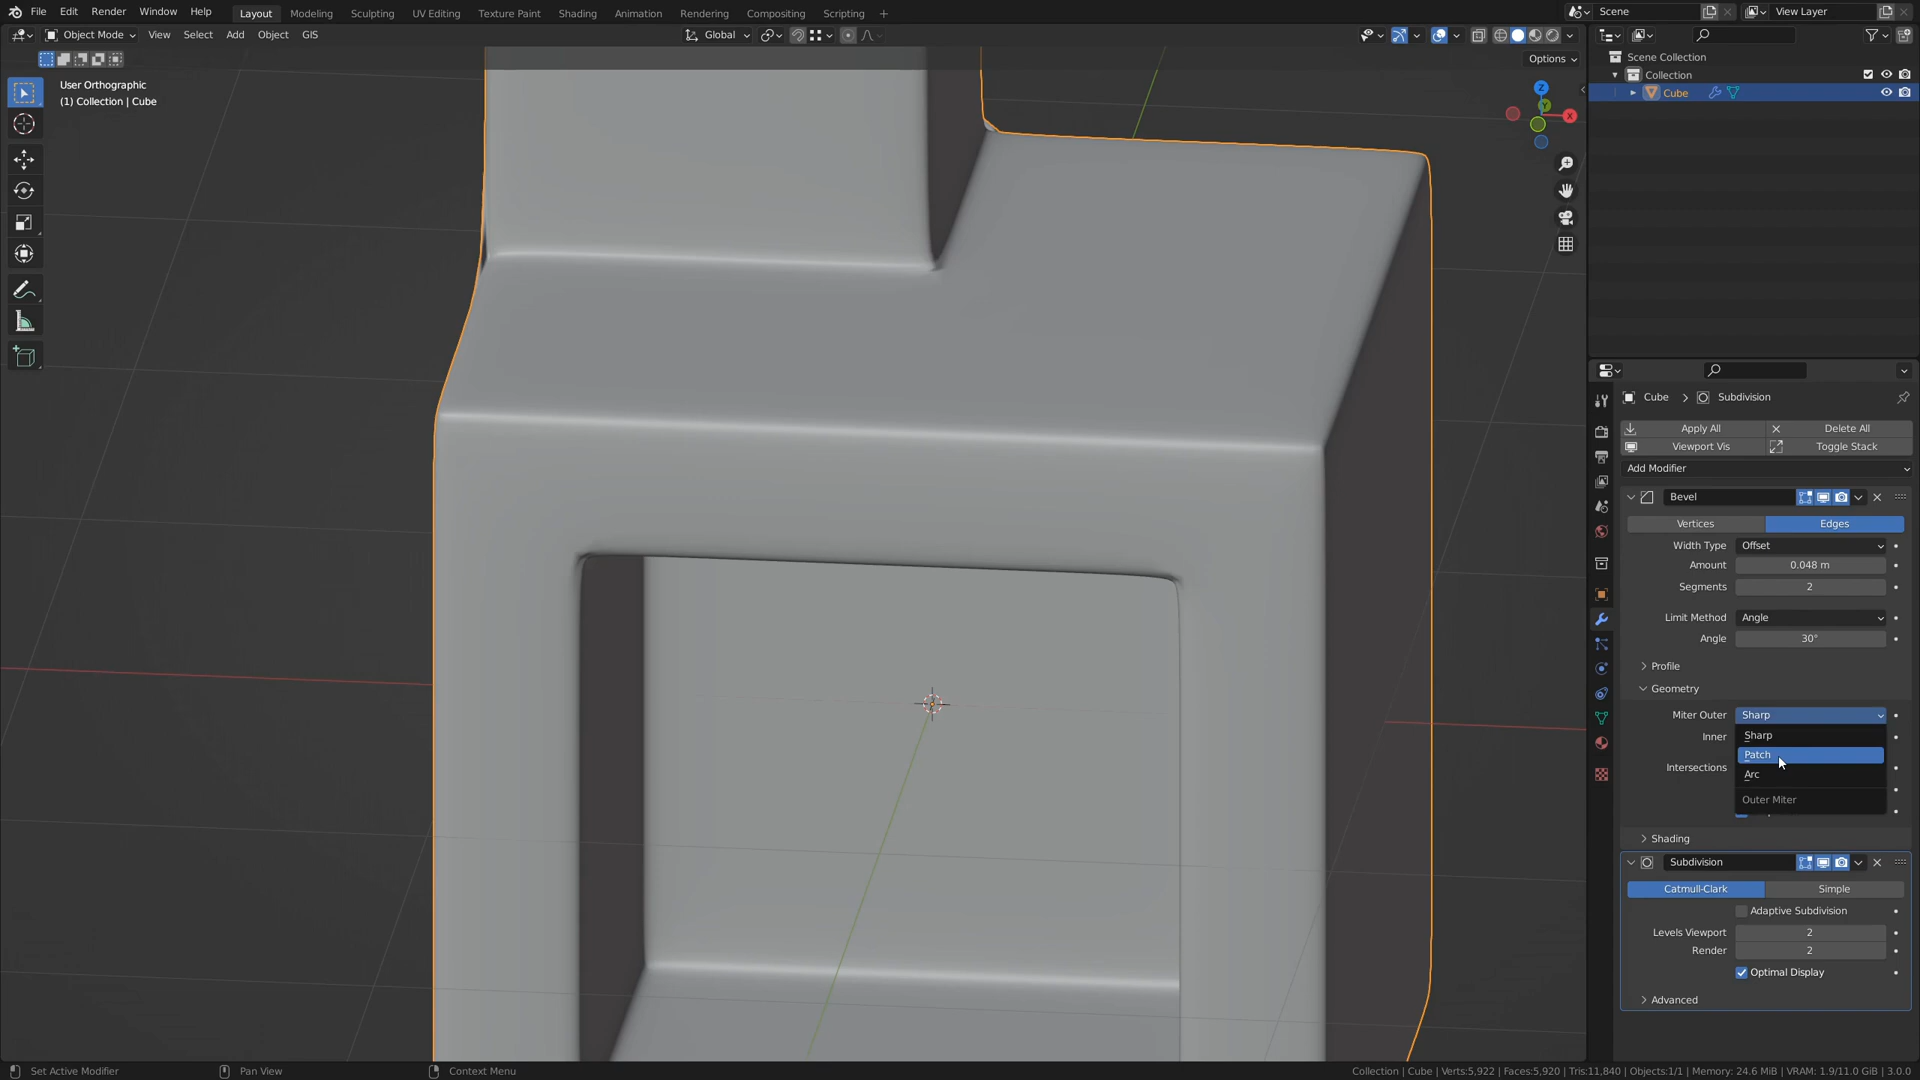 File Edit Render Window Help Layout Modeling Sculpting UV Editing Texture Paint Shading Animation Rendering Compositing Scripting + Scene View Layer
Object Mode View Select Add Object GIS Global
Options
User Orthographic
(1) Collection | Cube
Z
Y
X
Scene Collection
Collection
Cube
Cube > Subdivision
Apply All Delete All
Viewport Vis Toggle Stack
Add Modifier
Bevel
Vertices Edges
Width Type Offset
Amount 0.048 m
Segments 2
Limit Method Angle
Angle 30°
Profile
Geometry
Miter Outer Sharp
Inner Sharp
Patch
Intersections
Arc
Outer Miter
Shading
Subdivision
Catmull-Clark Simple
Adaptive Subdivision
Levels Viewport 2
Render 2
Optimal Display
Advanced
Set Active Modifier Pan View Context Menu Collection | Cube | Verts:5,922 | Faces:5,920 | Tris:11,840 | Objects:1/1 | Memory: 24.6 MiB | VRAM: 1.9/11.0 GiB | 3.0.0